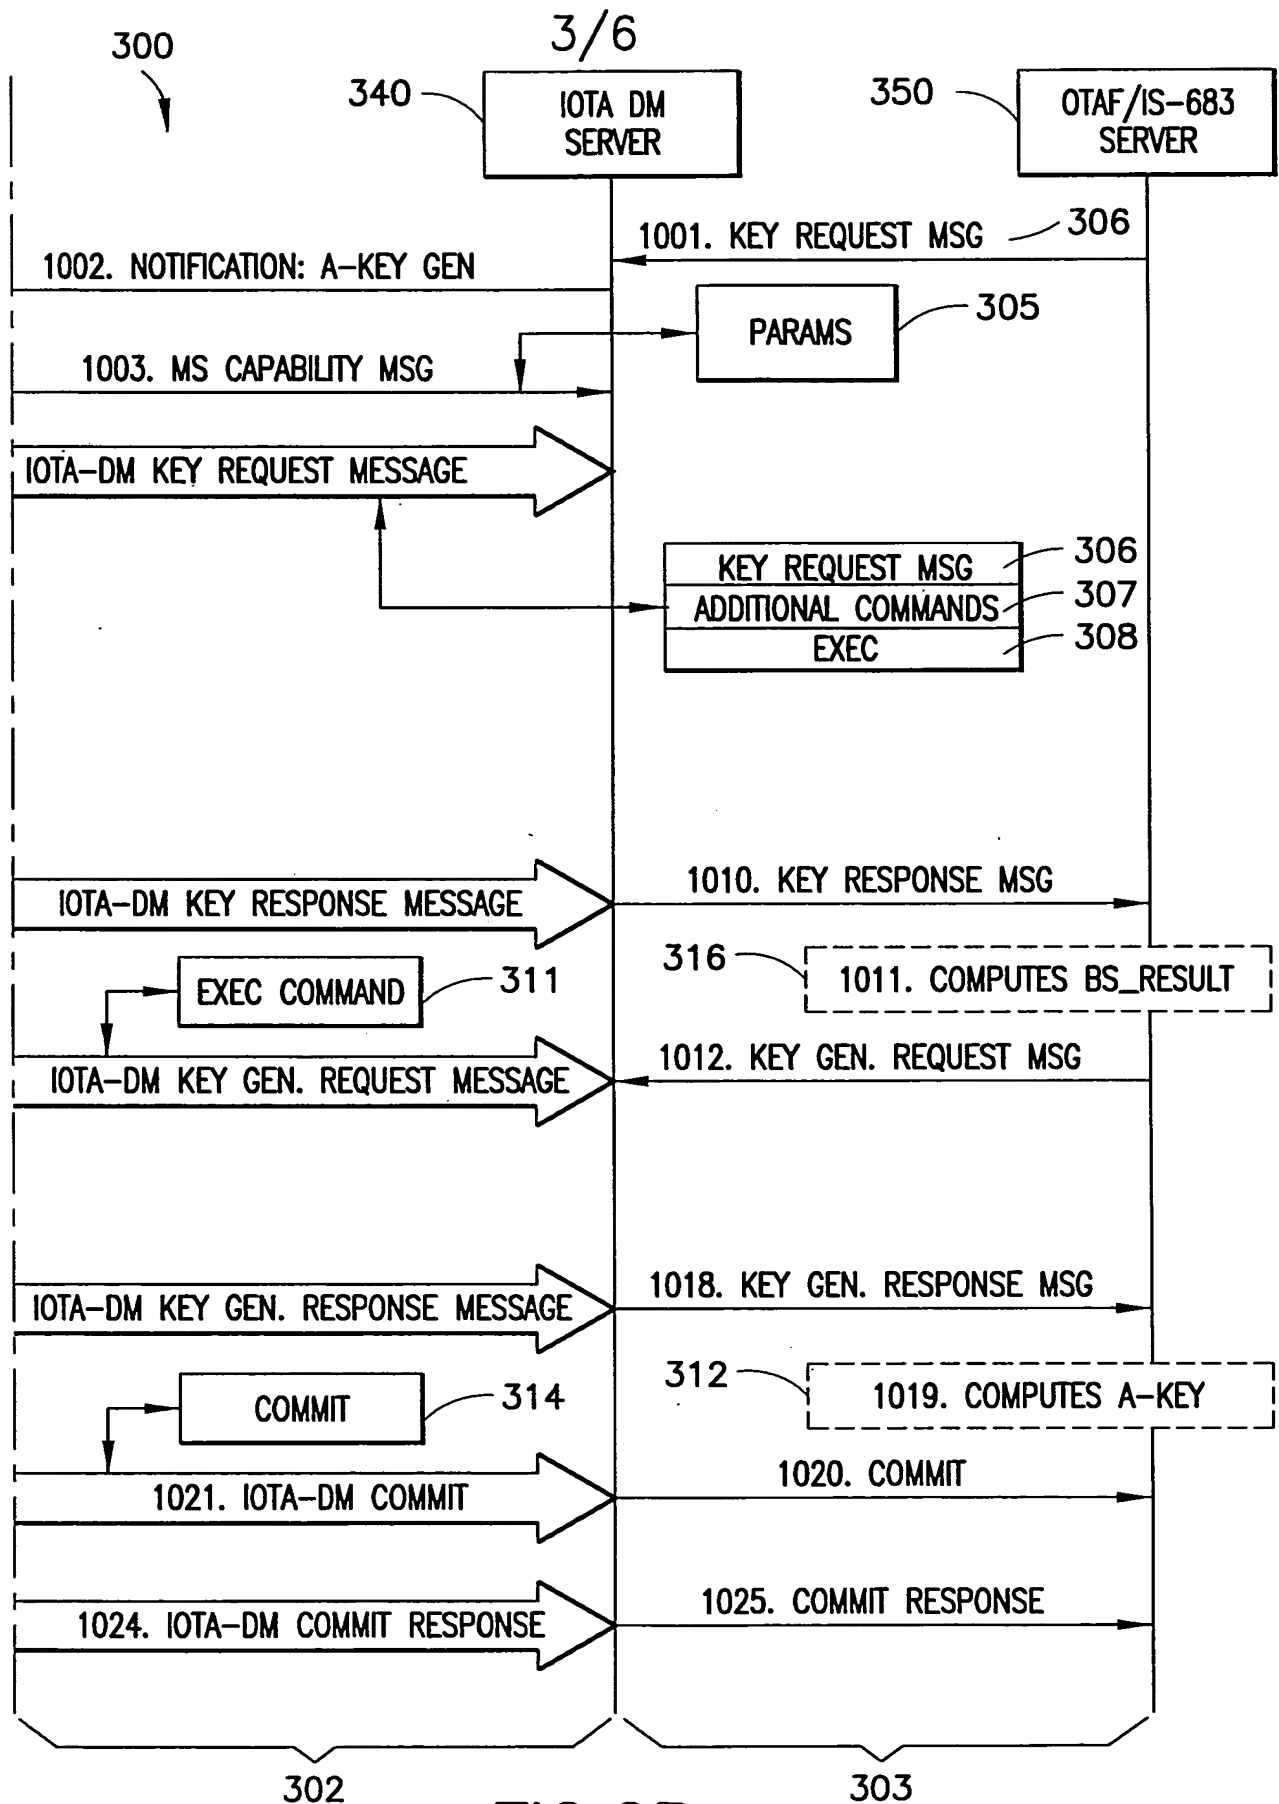 3/6
300
340
IOTA DM
SERVER
350
OTAF/IS-683
SERVER
1001. KEY REQUEST MSG
306
1002. NOTIFICATION: A-KEY GEN
PARAMS
305
1003. MS CAPABILITY MSG
IOTA-DM KEY REQUEST MESSAGE
KEY REQUEST MSG
306
ADDITIONAL COMMANDS
307
EXEC
308
IOTA-DM KEY RESPONSE MESSAGE
1010. KEY RESPONSE MSG
316
1011. COMPUTES BS_RESULT
EXEC COMMAND
311
IOTA-DM KEY GEN. REQUEST MESSAGE
1012. KEY GEN. REQUEST MSG
IOTA-DM KEY GEN. RESPONSE MESSAGE
1018. KEY GEN. RESPONSE MSG
312
1019. COMPUTES A-KEY
COMMIT
314
1021. IOTA-DM COMMIT
1020. COMMIT
1024. IOTA-DM COMMIT RESPONSE
1025. COMMIT RESPONSE
302
303